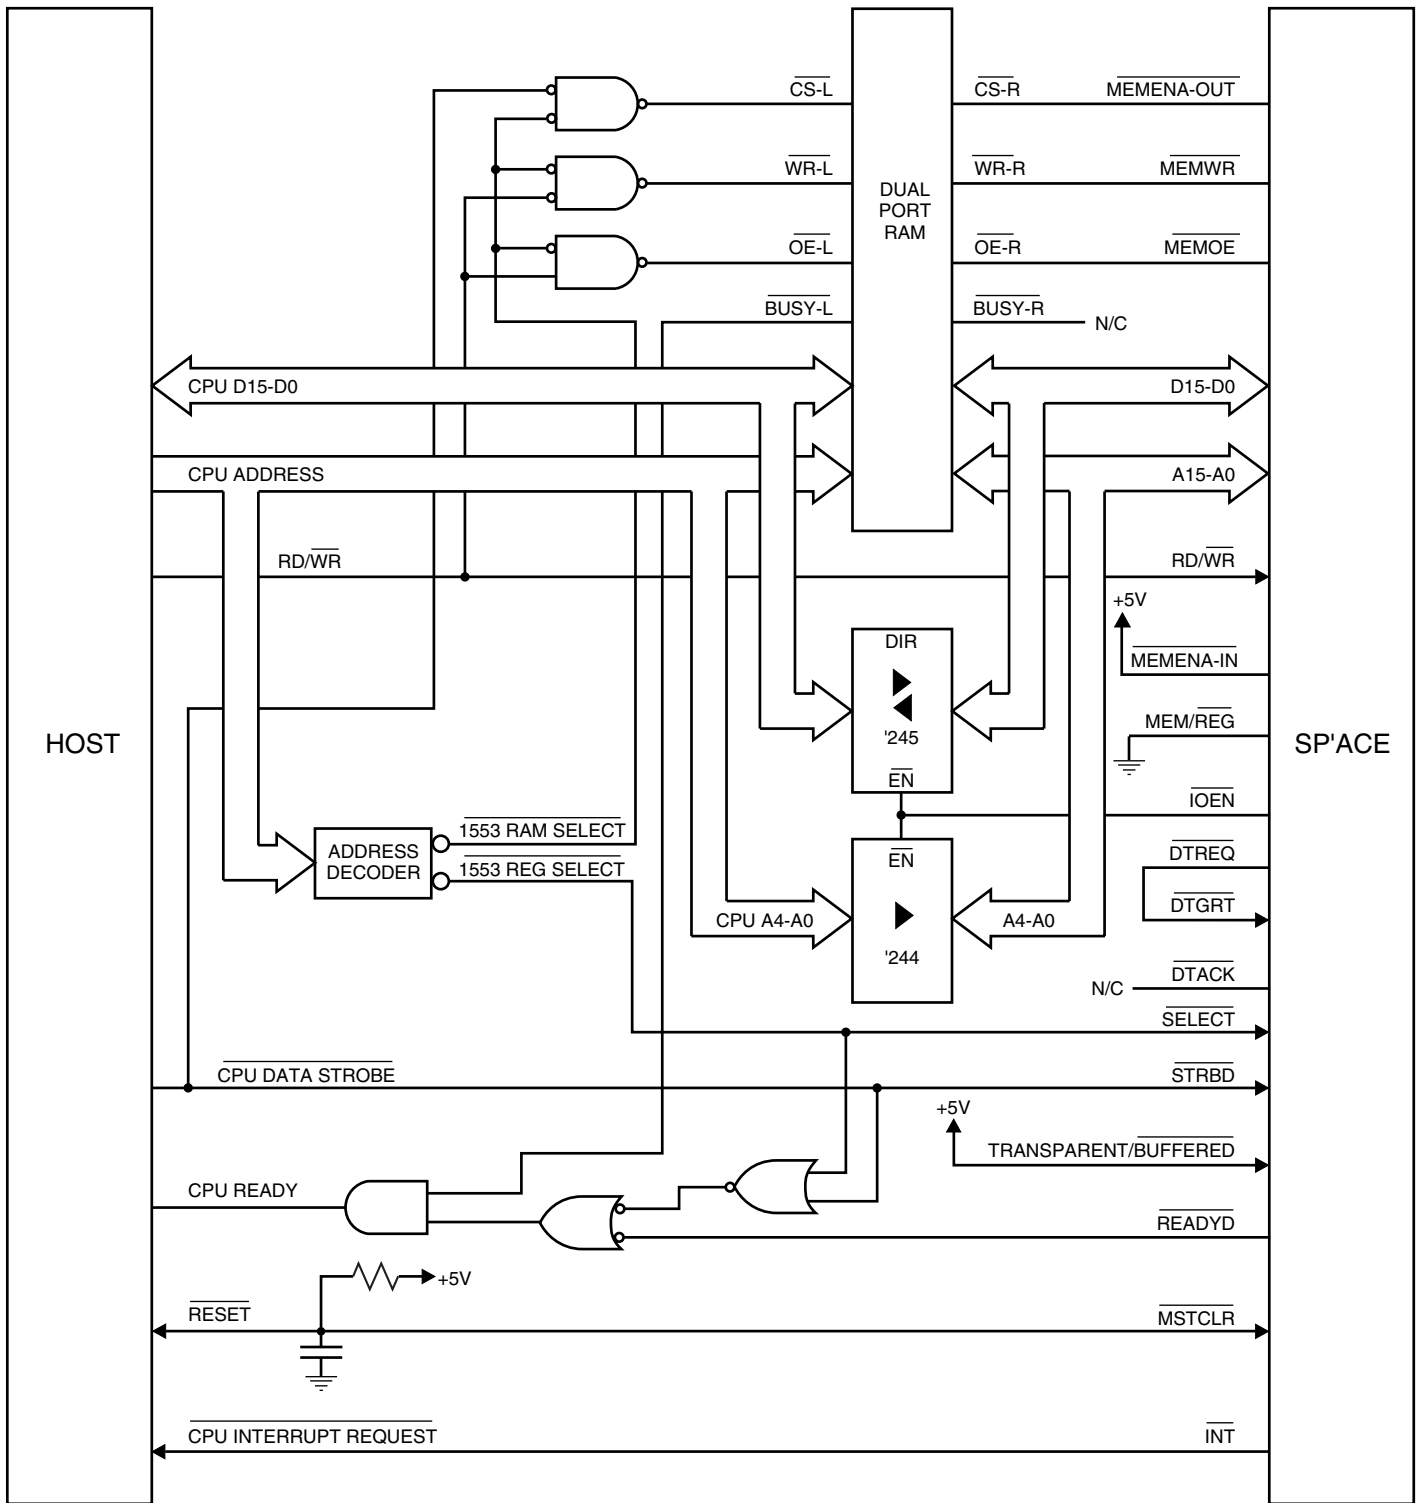 CS-L
CS-R
MEMENA-OUT
WR-L
WR-R
MEMWR
DUAL
PORT
RAM
OE-L
OE-R
MEMOE
BUSY-L
BUSY-R
N/C
CPU D15-D0
D15-D0
CPU ADDRESS
A15-A0
RD/WR
RD/WR
+5V
DIR
MEMENA-IN
MEM/REG
'245
HOST
SP'ACE
EN
IOEN
1553 RAM SELECT
ADDRESS
DECODER
1553 REG SELECT
EN
DTREQ
CPU A4-A0
A4-A0
DTGRT
'244
N/C
DTACK
SELECT
CPU DATA STROBE
STRBD
+5V
TRANSPARENT/BUFFERED
CPU READY
READYD
+5V
RESET
MSTCLR
CPU INTERRUPT REQUEST
INT